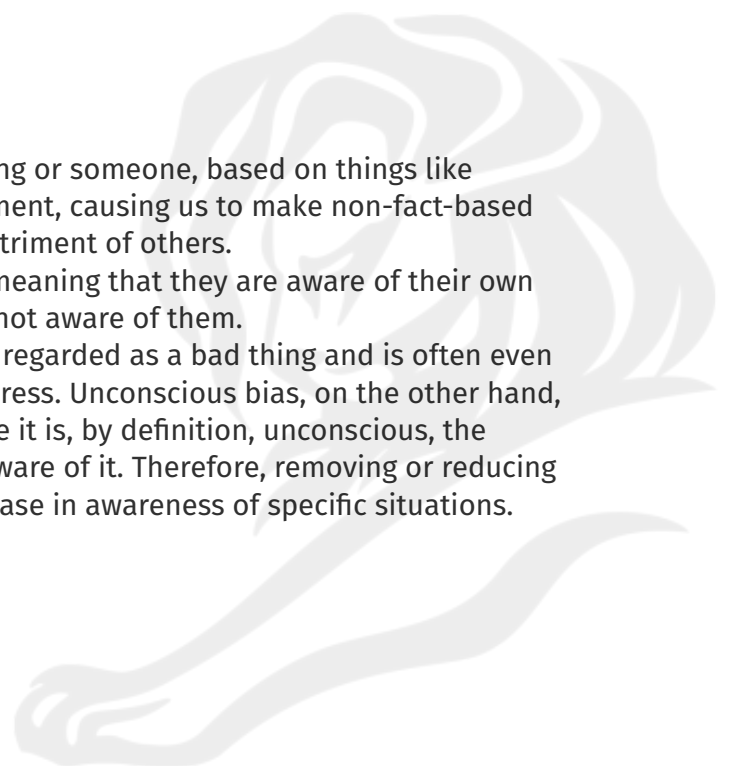 ng or someone, based on things like
nent, causing us to make non-fact-based
triment of others.
neaning that they are aware of their own
not aware of them.
regarded as a bad thing and is often even
ress. Unconscious bias, on the other hand,
e it is, by definition, unconscious, the
ware of it. Therefore, removing or reducing
ase in awareness of specific situations.